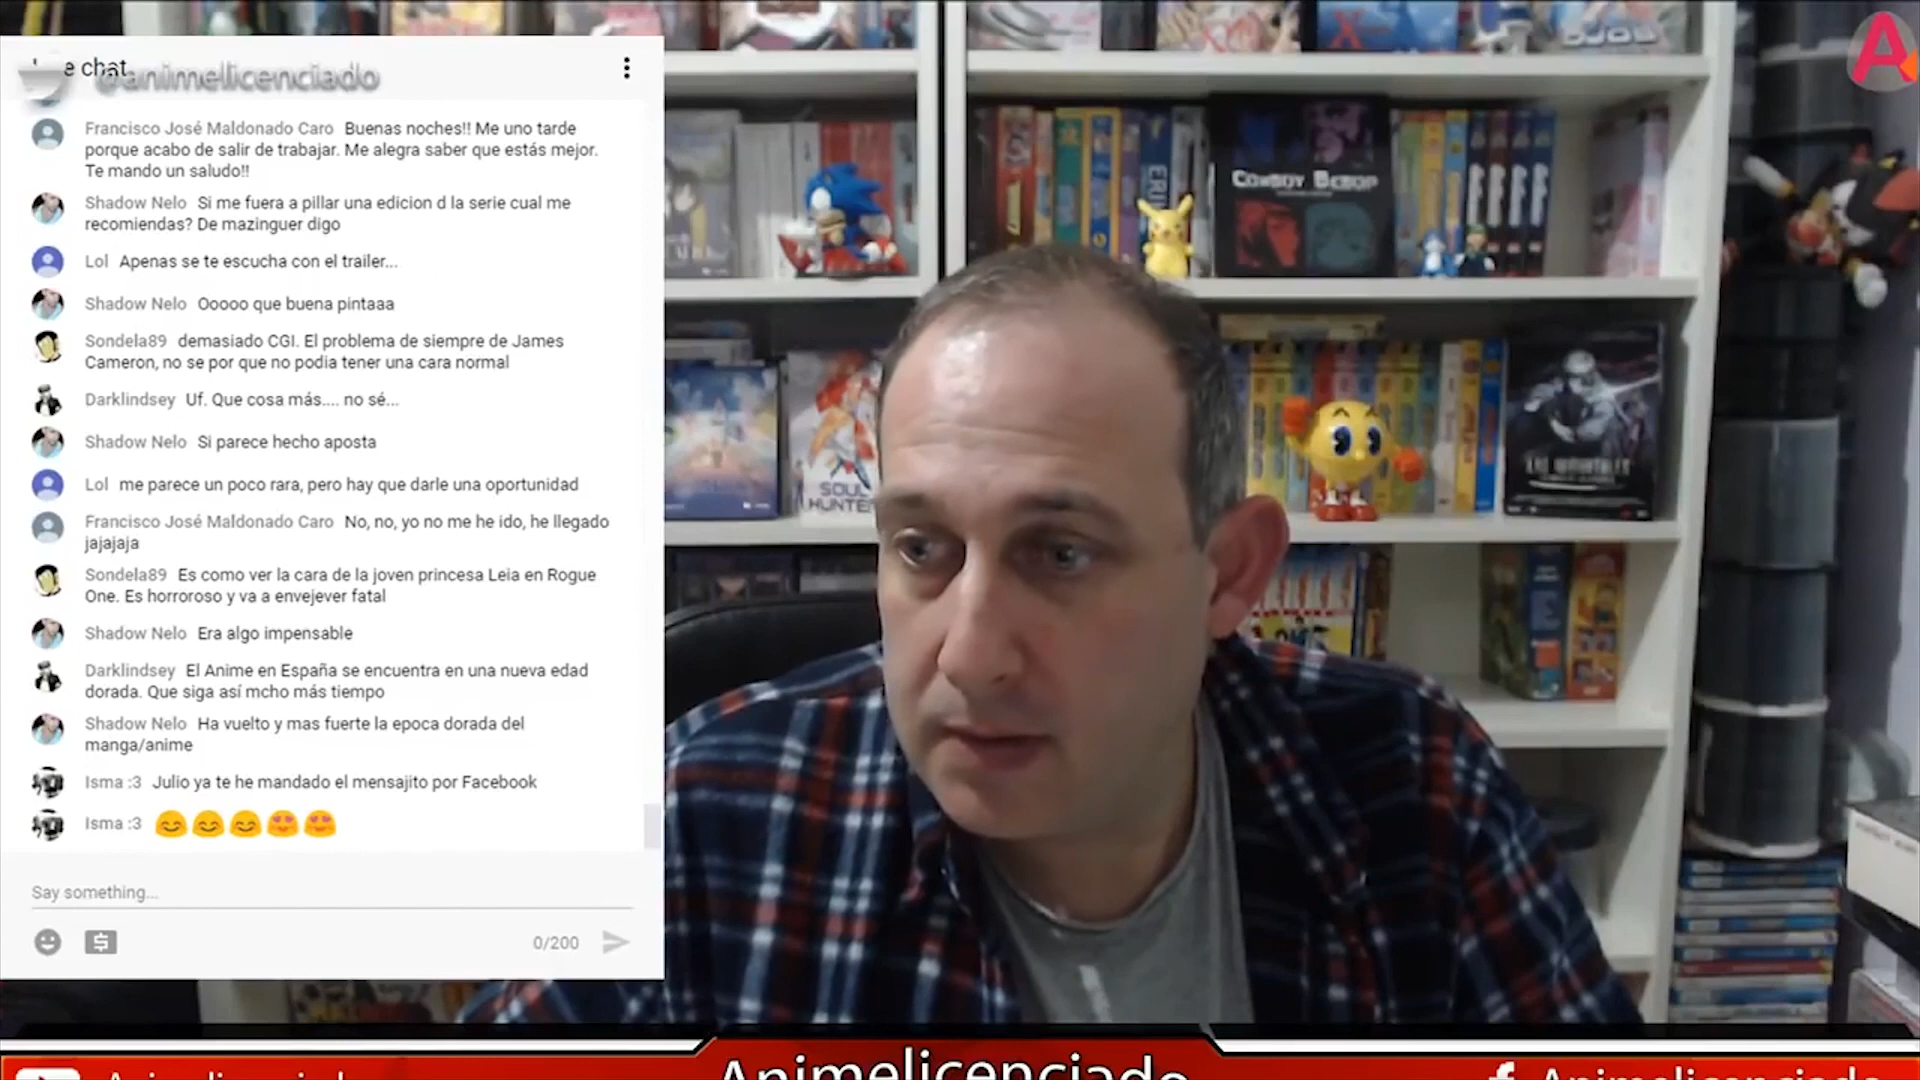 e chat
@animelicenciado
Francisco José Maldonado Caro Buenas noches!! Me uno tarde
porque acabo de salir de trabajar. Me alegra saber que estás mejor.
Te mando un saludo!!
Shadow Nelo Si me fuera a pillar una edicion d la serie cual me
recomiendas? De mazinguer digo
Lol Apenas se te escucha con el trailer...
Shadow Nelo Ooooo que buena pintaaa
Sondela89 demasiado CGI. El problema de siempre de James
Cameron, no se por que no podia tener una cara normal
Darklindsey Uf. Que cosa más.... no sé...
Shadow Nelo Si parece hecho aposta
Lol me parece un poco rara, pero hay que darle una oportunidad
Francisco José Maldonado Caro No, no, yo no me he ido, he llegado
jajajaja
Sondela89 Es como ver la cara de la joven princesa Leia en Rogue
One. Es horroroso y va a envejever fatal
Shadow Nelo Era algo impensable
Darklindsey El Anime en España se encuentra en una nueva edad
dorada. Que siga así mcho más tiempo
Shadow Nelo Ha vuelto y mas fuerte la epoca dorada del
manga/anime
Isma :3 Julio ya te he mandado el mensajito por Facebook
Isma :3 😊😊😊😍😍
Say something...
0/200
A
COWBOY BEBOP
SOUL
HUNTER
Animelicenciado
Animelicenciado
Animelicenciado